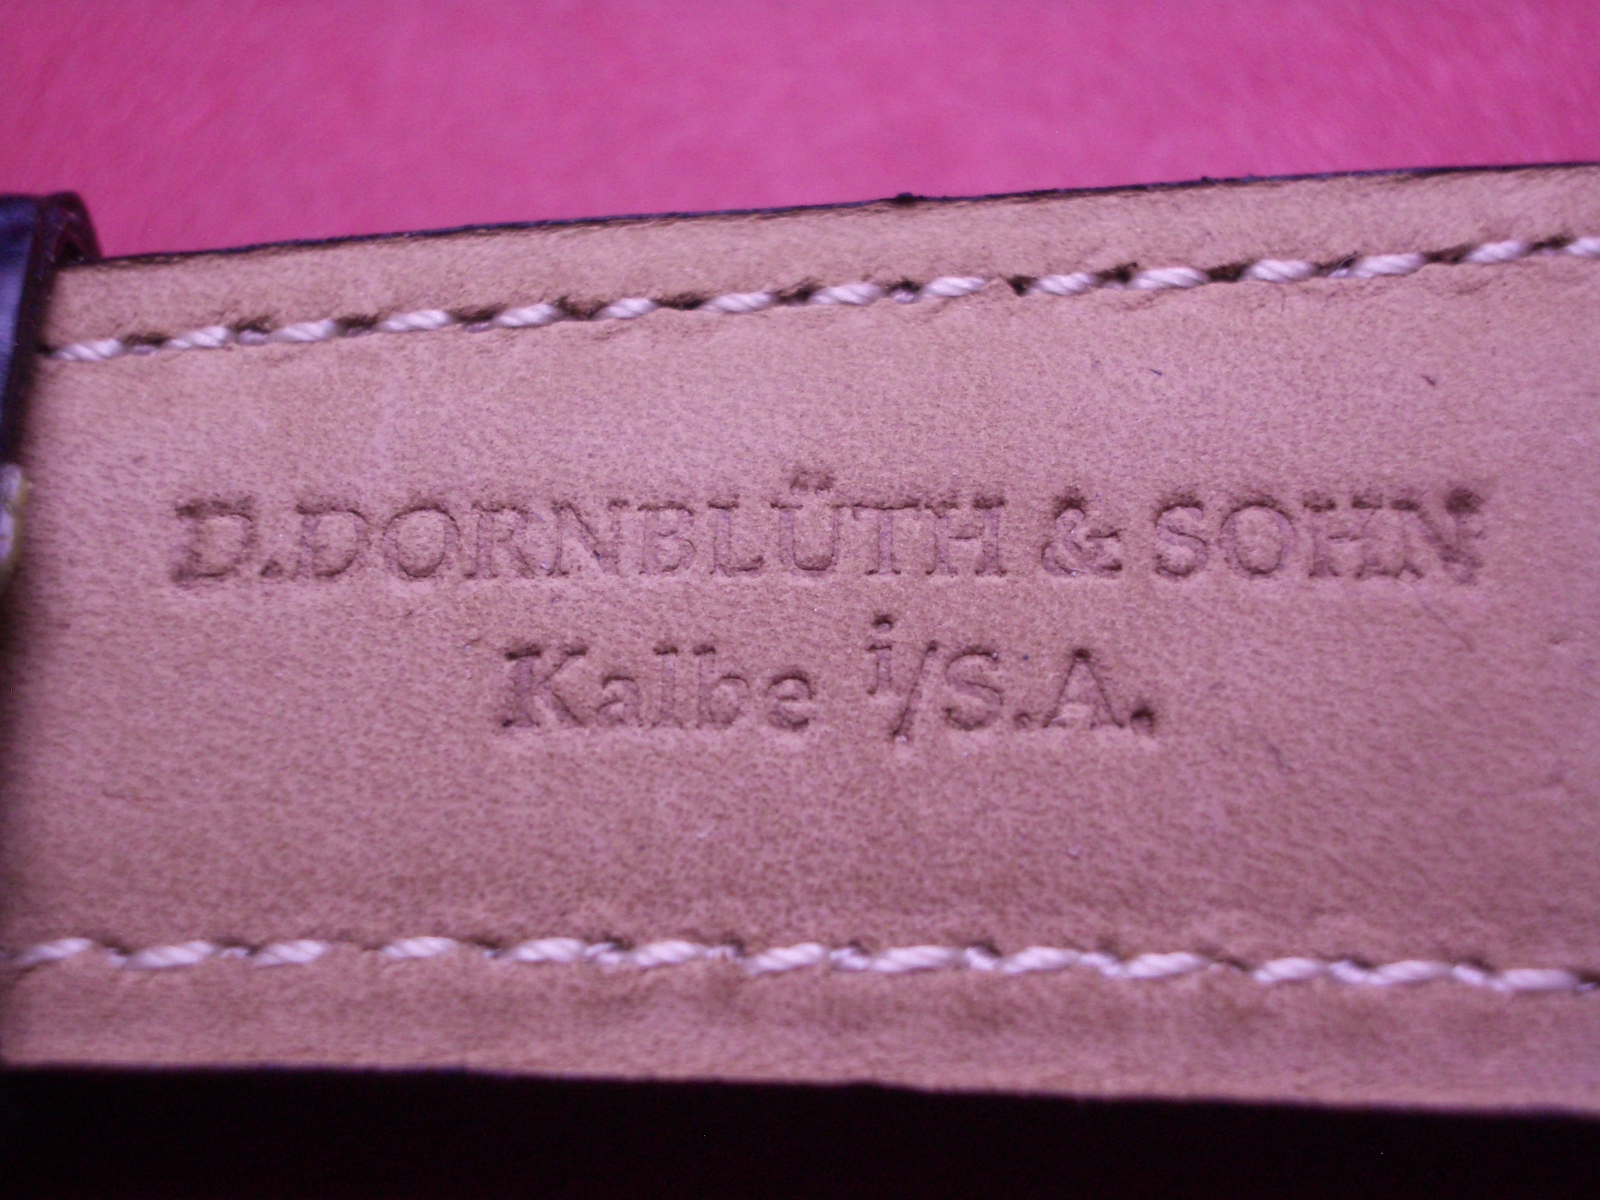 D.DORNBLÜTH & SOHN
Kalbe i/S.A.